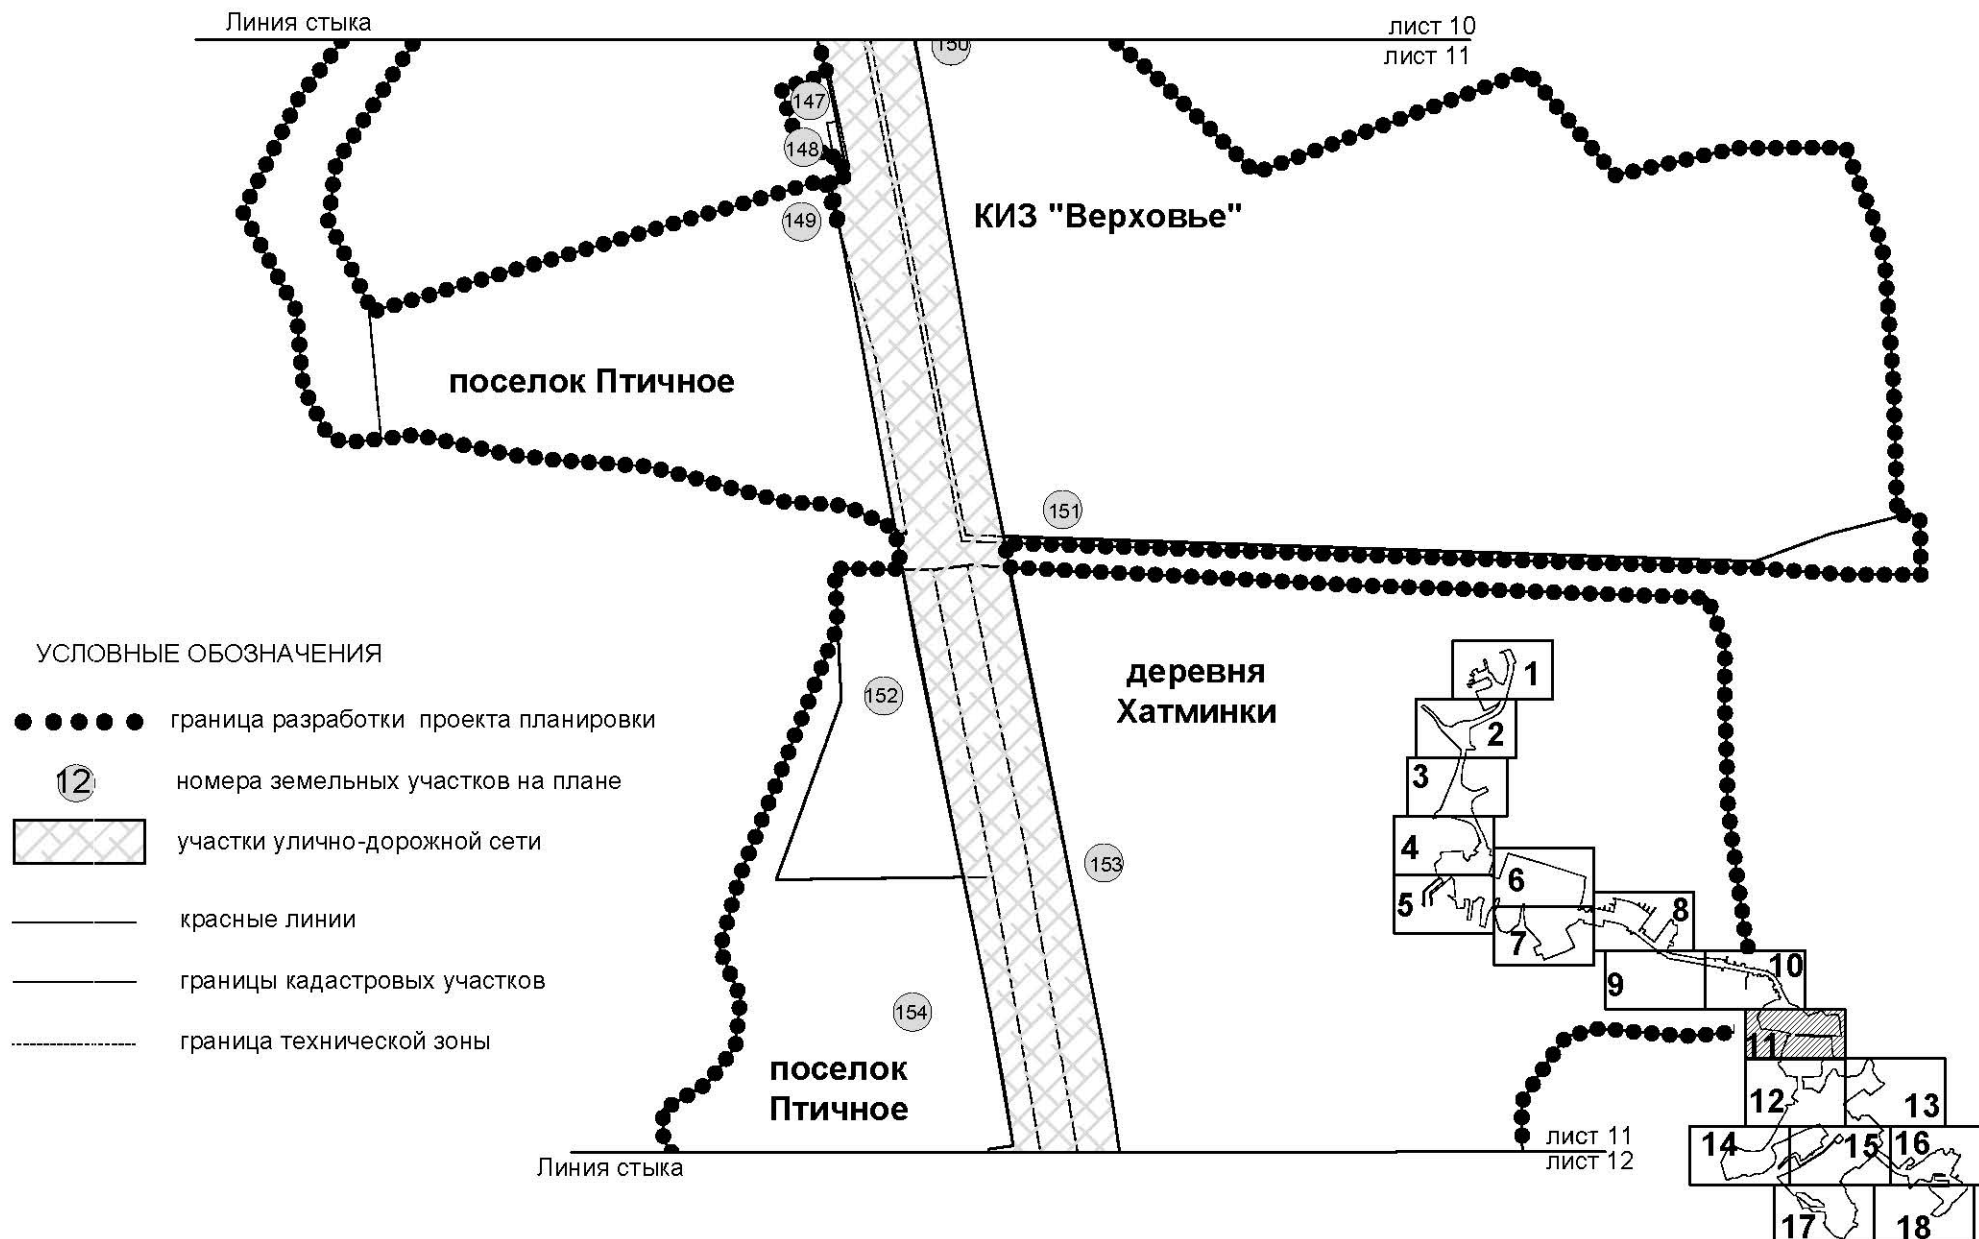 Линия стыка
лист 10
лист 11
150
147
148
149
КИЗ "Верховье"
поселок Птичное
151
УСЛОВНЫЕ ОБОЗНАЧЕНИЯ
граница разработки проекта планировки
12
номера земельных участков на плане
участки улично-дорожной сети
красные линии
границы кадастровых участков
граница технической зоны
152
деревня
Хатминки
153
154
поселок
Птичное
1
2
3
4
5
6
7
8
9
10
11
12
13
14
15
16
17
18
лист 11
лист 12
Линия стыка